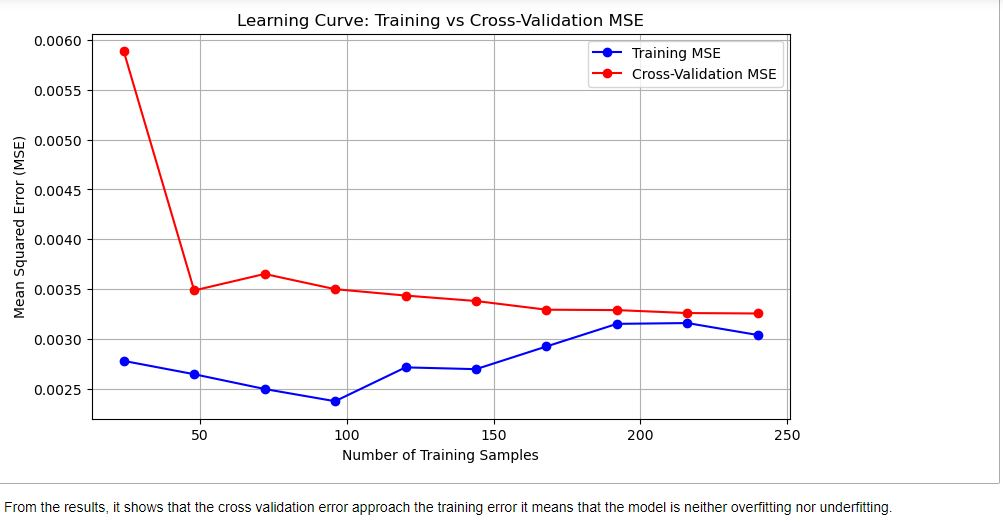 Learning Curve: Training vs Cross-Validation MSE
0.0060
0.0055
0.0050
0.0045
0.0040
0.0035
0.0030
0.0025
Mean Squared Error (MSE)
Training MSE
Cross-Validation MSE
50
100
150
200
250
Number of Training Samples
From the results, it shows that the cross validation error approach the training error it means that the model is neither overfitting nor underfitting.